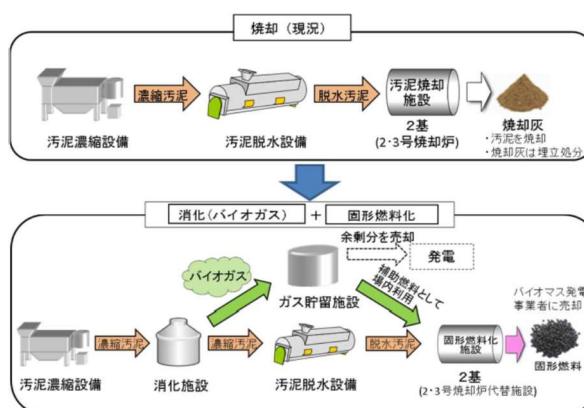 焼却（現況）
濃縮汚泥
脱水汚泥
汚泥焼却
施設
汚泥濃縮設備
汚泥脱水設備
2基
(2･3号焼却炉)
焼却灰
・汚泥を焼却
・焼却灰は埋立処分
消化(バイオガス)
＋
固形燃料化
余剰分を売却
発電
バイオガス
ガス貯留施設
補助燃料として
場内利用
バイオマス発電
事業者に売却
濃縮汚泥
濃縮汚泥
脱水汚泥
固形燃料化
施設
汚泥濃縮設備
消化施設
汚泥脱水設備
2基
(2･3号焼却炉代替施設)
固形燃料